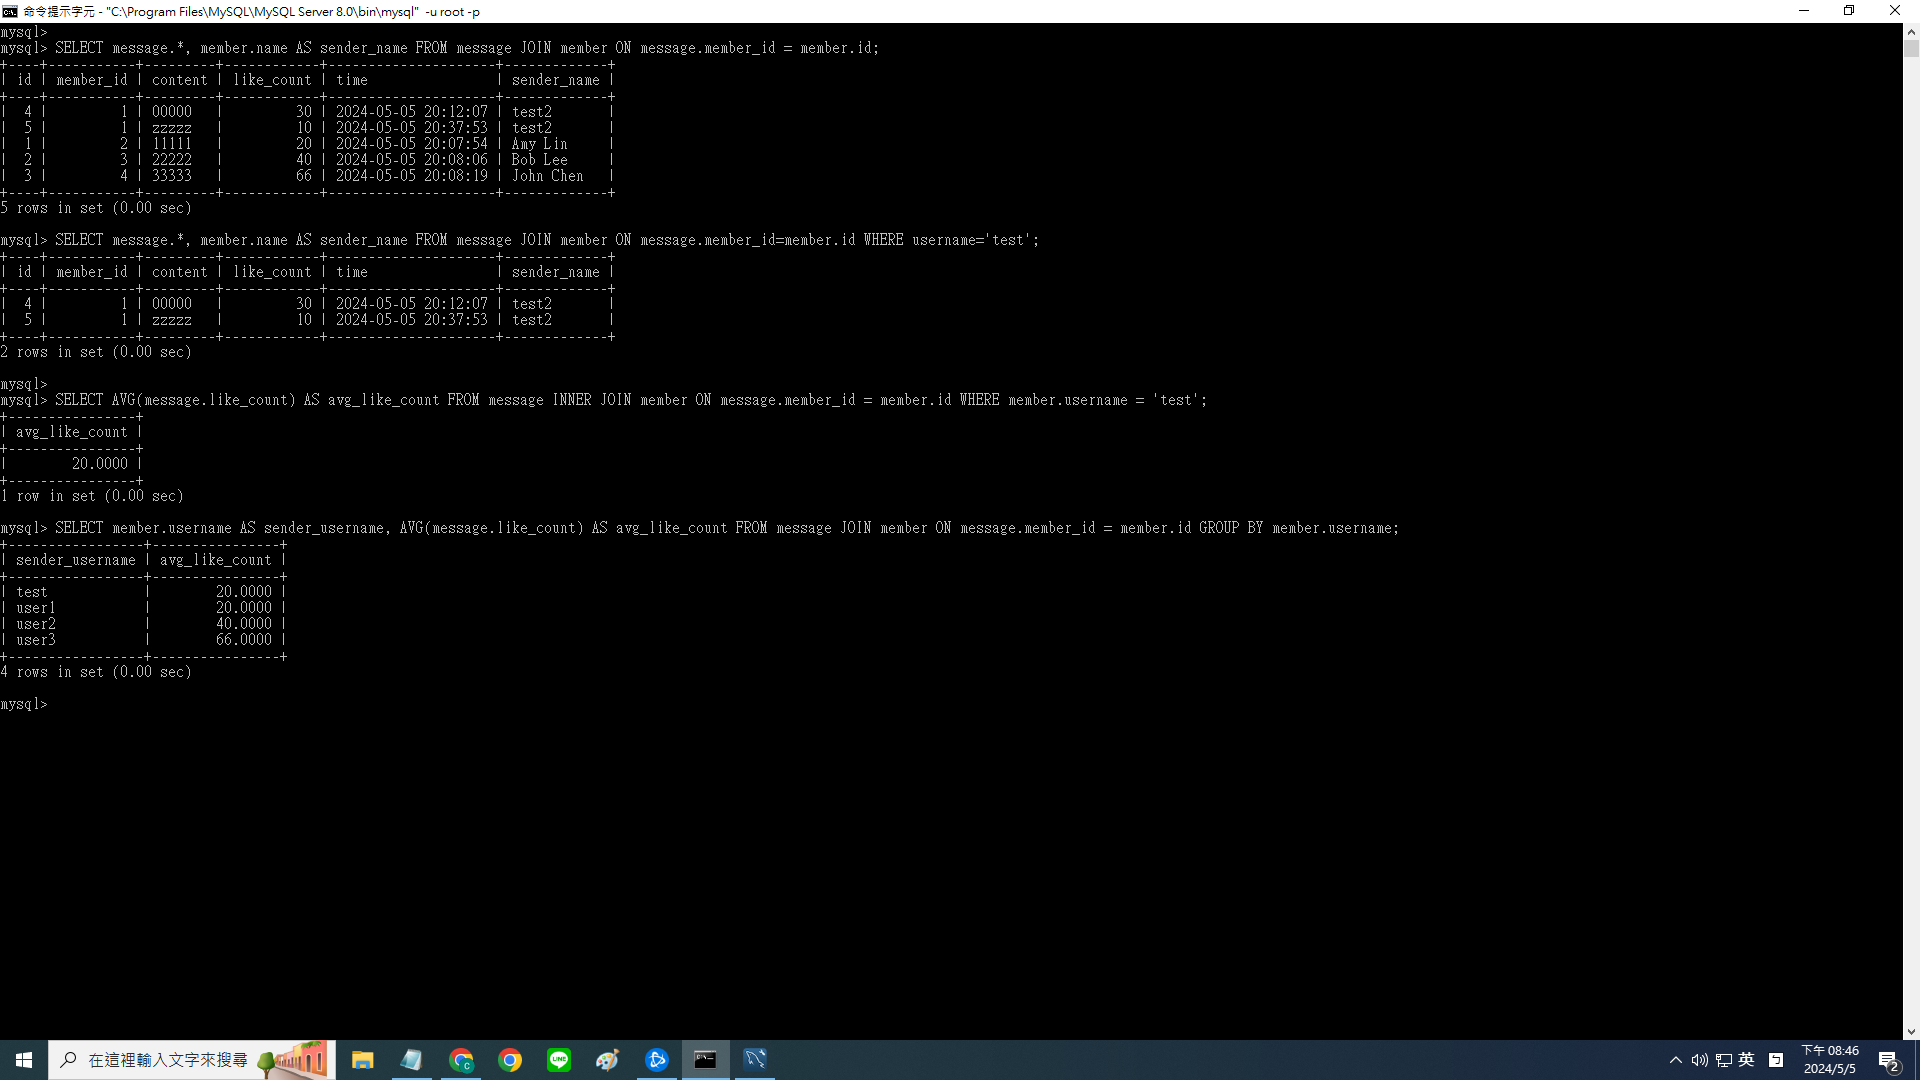 命令提示字元 - "C:\Program Files\MySQL\MySQL Server 8.0\bin\mysql" -u root -p
mysql>
mysql> SELECT message.*, member.name AS sender_name FROM message JOIN member ON message.member_id = member.id;
+----+-----------+---------+------------+---------------------+-------------+
| id | member_id | content | like_count | time                | sender_name |
+----+-----------+---------+------------+---------------------+-------------+
|  4 |         1 | 00000   |         30 | 2024-05-05 20:12:07 | test2       |
|  5 |         1 | zzzzz   |         10 | 2024-05-05 20:37:53 | test2       |
|  1 |         2 | 11111   |         20 | 2024-05-05 20:07:54 | Amy Lin     |
|  2 |         3 | 22222   |         40 | 2024-05-05 20:08:06 | Bob Lee     |
|  3 |         4 | 33333   |         66 | 2024-05-05 20:08:19 | John Chen   |
+----+-----------+---------+------------+---------------------+-------------+
5 rows in set (0.00 sec)
mysql> SELECT message.*, member.name AS sender_name FROM message JOIN member ON message.member_id=member.id WHERE username='test';
+----+-----------+---------+------------+---------------------+-------------+
| id | member_id | content | like_count | time                | sender_name |
+----+-----------+---------+------------+---------------------+-------------+
|  4 |         1 | 00000   |         30 | 2024-05-05 20:12:07 | test2       |
|  5 |         1 | zzzzz   |         10 | 2024-05-05 20:37:53 | test2       |
+----+-----------+---------+------------+---------------------+-------------+
2 rows in set (0.00 sec)
mysql>
mysql> SELECT AVG(message.like_count) AS avg_like_count FROM message INNER JOIN member ON message.member_id = member.id WHERE member.username = 'test';
+----------------+
| avg_like_count |
+----------------+
|        20.0000 |
+----------------+
1 row in set (0.00 sec)
mysql> SELECT member.username AS sender_username, AVG(message.like_count) AS avg_like_count FROM message JOIN member ON message.member_id = member.id GROUP BY member.username;
+-----------------+----------------+
| sender_username | avg_like_count |
+-----------------+----------------+
| test            |        20.0000 |
| user1           |        20.0000 |
| user2           |        40.0000 |
| user3           |        66.0000 |
+-----------------+----------------+
4 rows in set (0.00 sec)
mysql>
在這裡輸入文字來搜尋
C
LINE
英
下午 08:46
2024/5/5
2